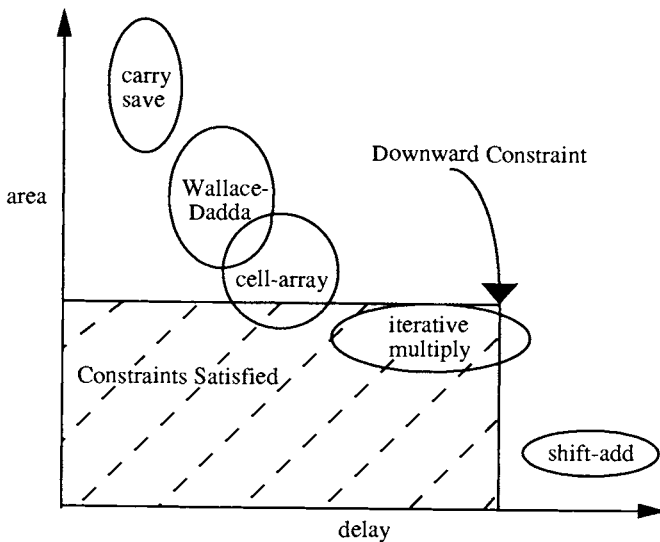 carry
save
Downward Constraint
Wallace-
Dadda
area
cell-array
iterative
multiply
Constraints Satisfied
shift-add
delay